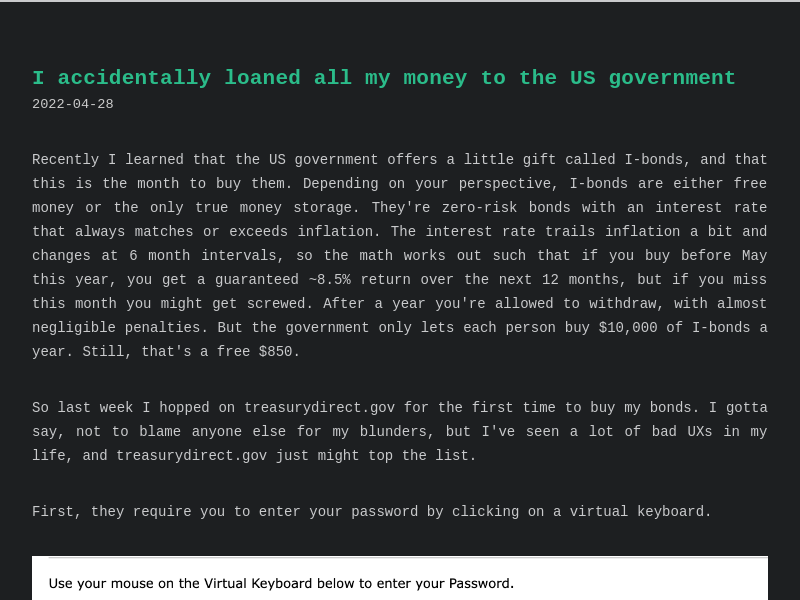 I accidentally loaned all my money to the US government
2022-04-28
Recently I learned that the US government offers a little gift called I-bonds, and that
this is the month to buy them. Depending on your perspective, I-bonds are either free
money or the only true money storage. They're zero-risk bonds with an interest rate
that always matches or exceeds inflation. The interest rate trails inflation a bit and
changes at 6 month intervals, so the math works out such that if you buy before May
this year, you get a guaranteed ~8.5% return over the next 12 months, but if you miss
this month you might get screwed. After a year you're allowed to withdraw, with almost
negligible penalties. But the government only lets each person buy $10,000 of I-bonds a
year. Still, that's a free $850.
So last week I hopped on treasurydirect.gov for the first time to buy my bonds. I gotta
say, not to blame anyone else for my blunders, but I've seen a lot of bad UXs in my
life, and treasurydirect.gov just might top the list.
First, they require you to enter your password by clicking on a virtual keyboard.
Use your mouse on the Virtual Keyboard below to enter your Password.